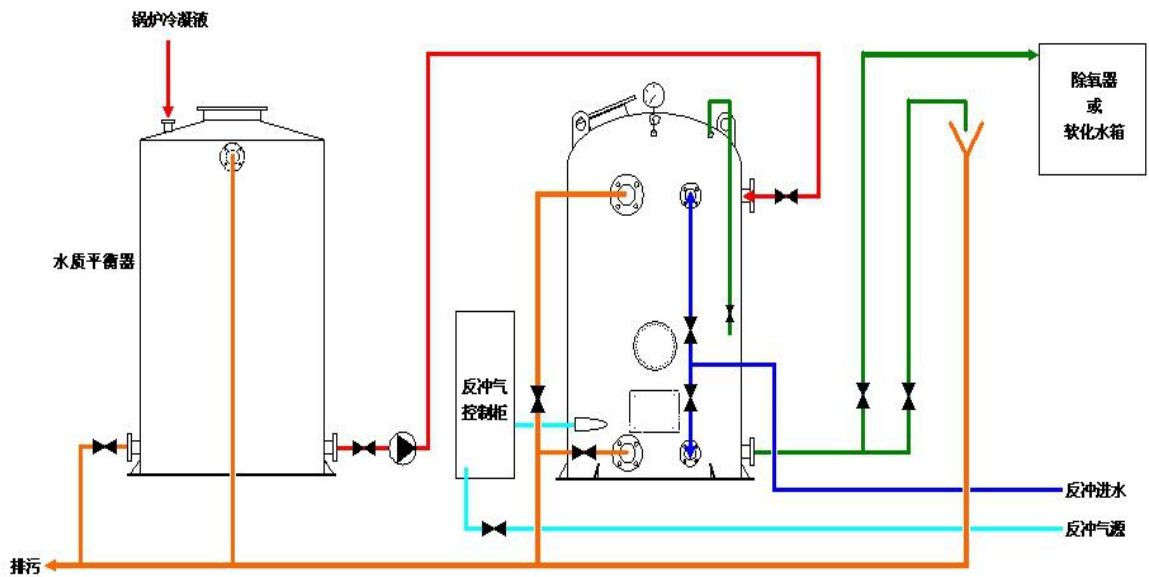 锅炉冷凝液
除氧器
或
软化水箱
水质平衡器
反冲气
控制柜
反冲进水
反冲气源
排污